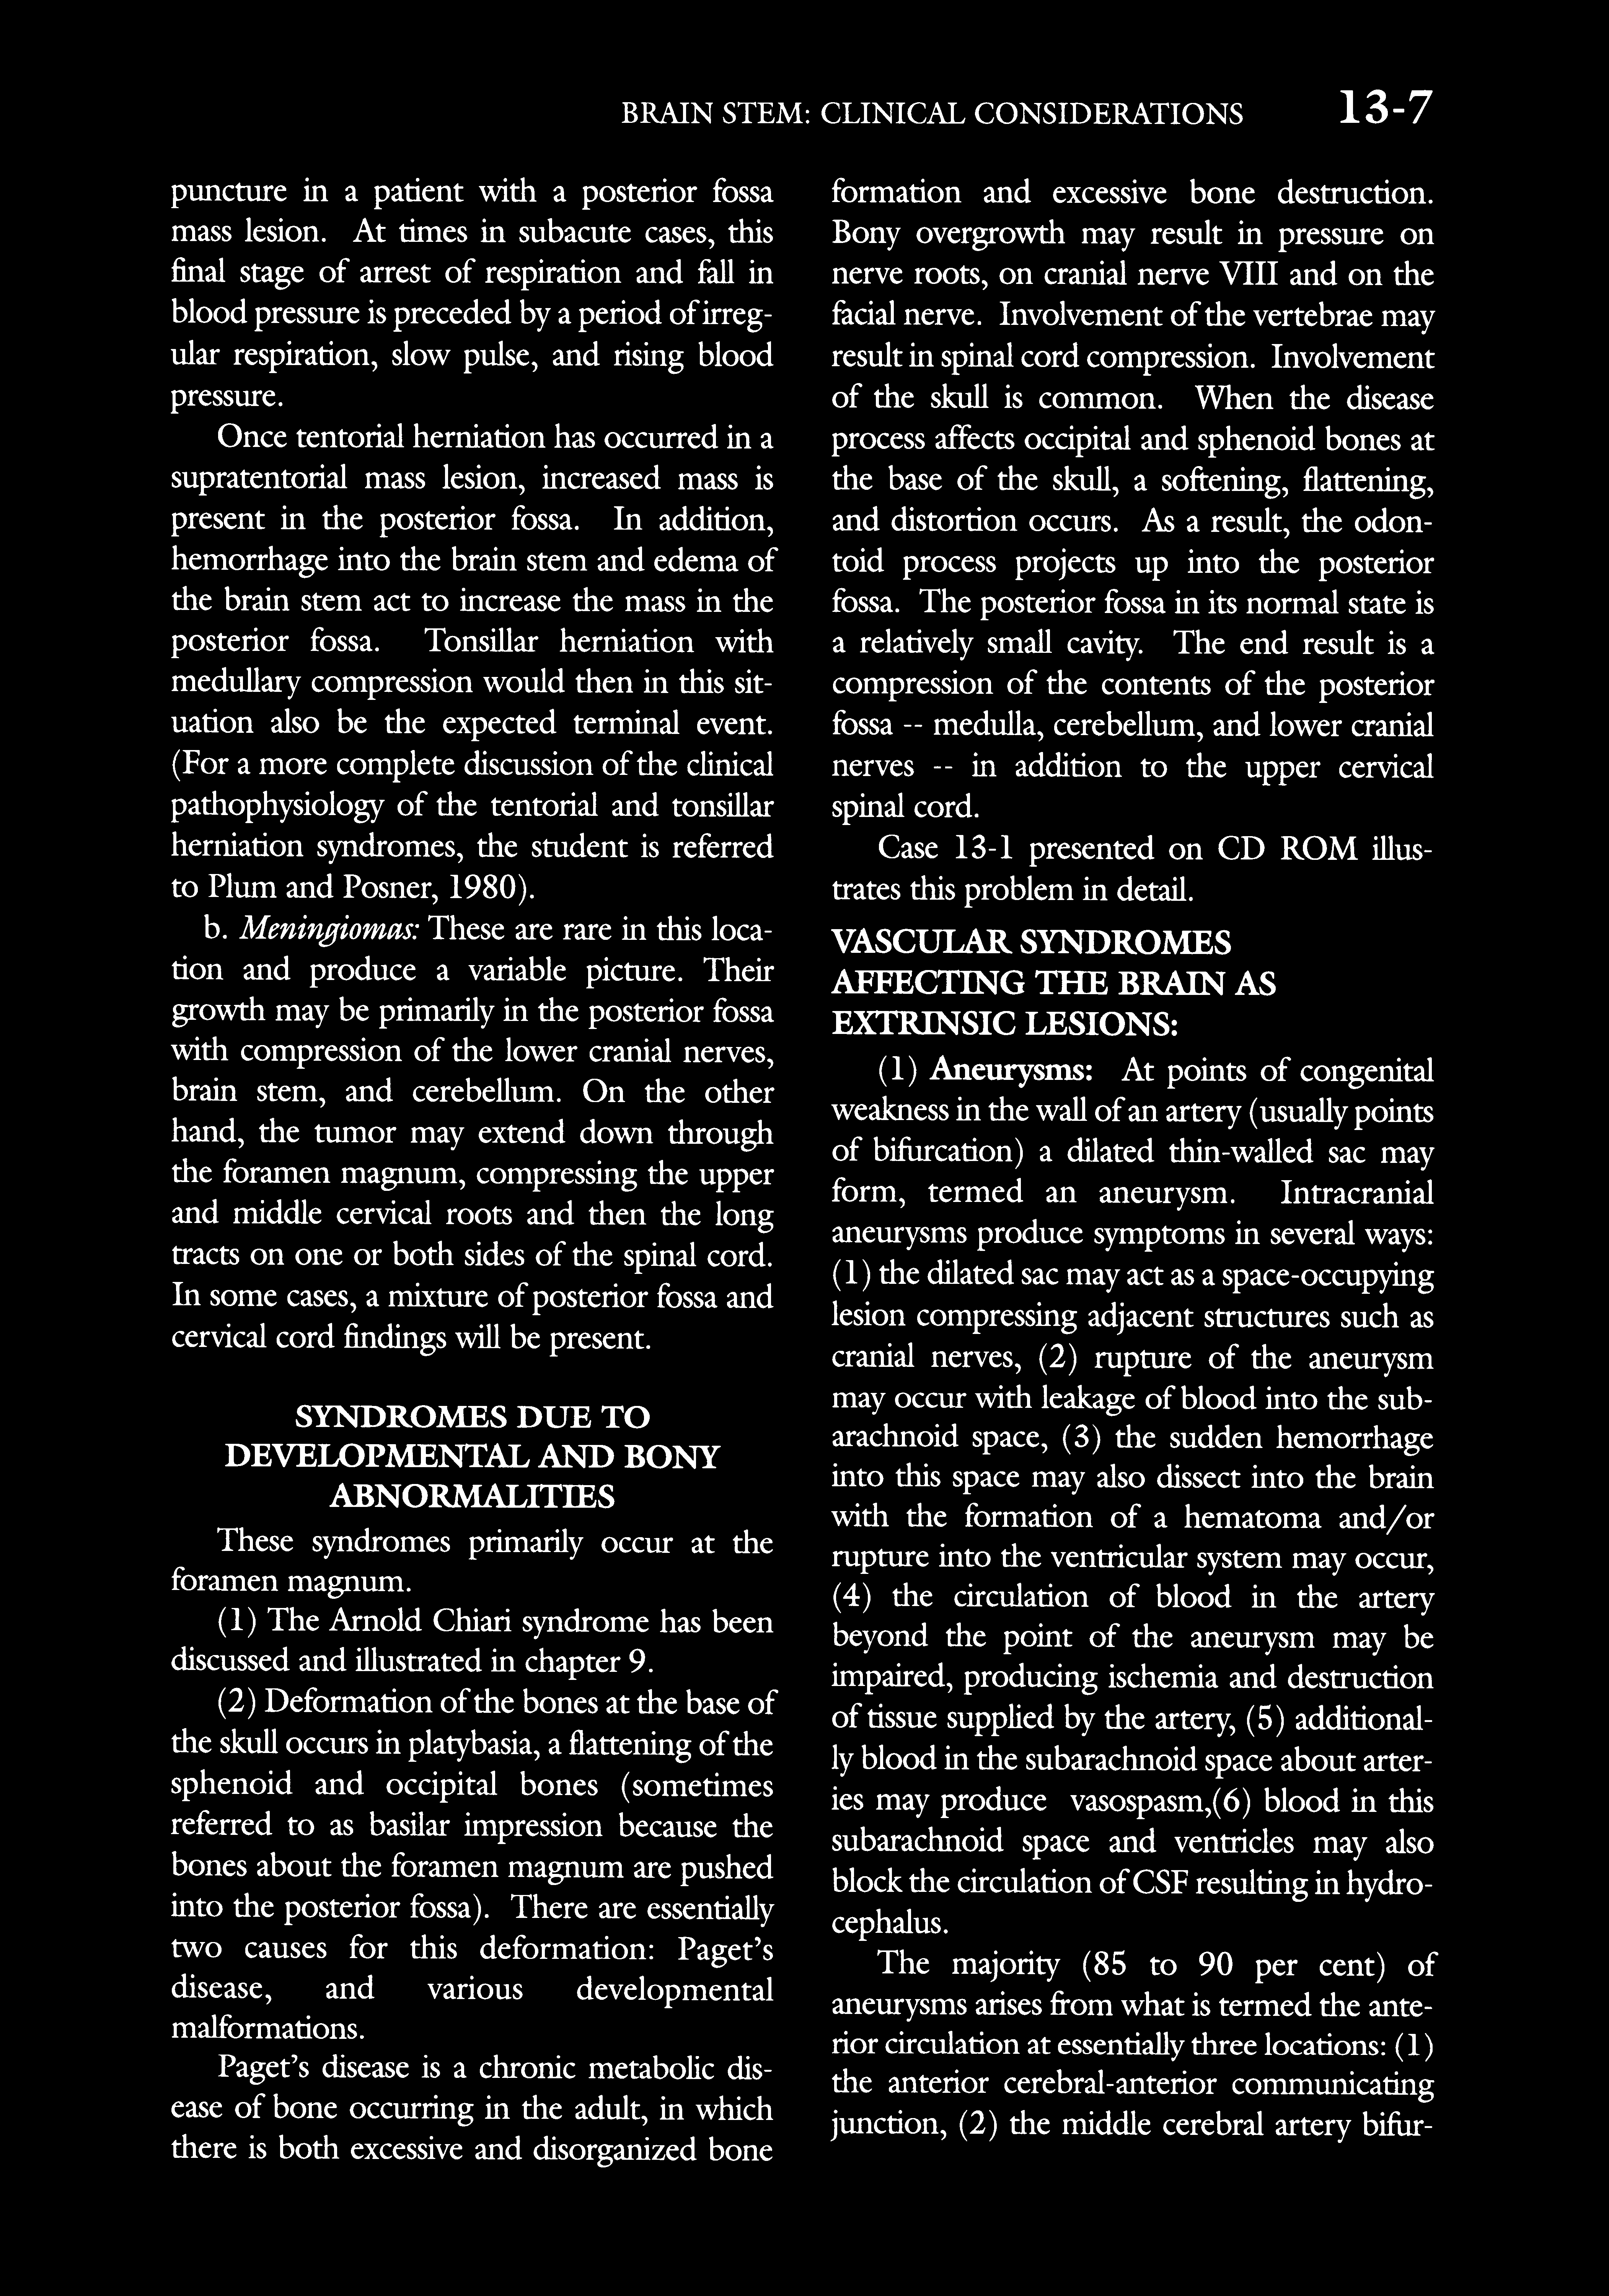 BRAIN STEM: CLINICAL CONSIDERATIONS 13-7
puncture in a patient with a posterior fossa
mass lesion. At times in subacute cases, this
final stage of arrest of respiration and fall in
blood pressure is preceded by a period of irreg-
ular respiration, slow pulse, and rising blood
pressure.
Once tentorial herniation has occurred in a
supratentorial mass lesion, increased mass is
present in the posterior fossa. In addition,
hemorrhage into the brain stem and edema of
the brain stem act to increase the mass in the
posterior fossa. Tonsillar herniation with
medullary compression would then in this sit-
uation also be the expected terminal event.
(For a more complete discussion of the clinical
pathophysiology of the tentorial and tonsillar
herniation syndromes, the student is referred
to Plum and Posner, 1980).
b. Meningiomas: These are rare in this loca-
tion and produce a variable picture. Their
growth may be primarily in the posterior fossa
with compression of the lower cranial nerves,
brain stem, and cerebellum. On the other
hand, the tumor may extend down through
the foramen magnum, compressing the upper
and middle cervical roots and then the long
tracts on one or both sides of the spinal cord.
In some cases, a mixture of posterior fossa and
cervical cord findings will be present.
SYNDROMES DUE TO
DEVELOPMENTAL AND BONY
ABNORMALITIES
These syndromes primarily occur at the
foramen magnum.
(1) The Arnold Chiari syndrome has been
discussed and illustrated in chapter 9.
(2) Deformation of the bones at the base of
the skull occurs in platybasia, a flattening of the
sphenoid and occipital bones (sometimes
referred to as basilar impression because the
bones about the foramen magnum are pushed
into the posterior fossa). There are essentially
two causes for this deformation: Paget's
disease, and various developmental
malformations.
Paget's disease is a chronic metabolic dis-
ease of bone occurring in the adult, in which
there is both excessive and disorganized bone
formation and excessive bone destruction.
Bony overgrowth may result in pressure on
nerve roots, on cranial nerve VIII and on the
facial nerve. Involvement of the vertebrae may
result in spinal cord compression. Involvement
of the skull is common. When the disease
process affects occipital and sphenoid bones at
the base of the skull, a softening, flattening,
and distortion occurs. As a result, the odon-
toid process projects up into the posterior
fossa. The posterior fossa in its normal state is
a relatively small cavity. The end result is a
compression of the contents of the posterior
fossa -- medulla, cerebellum, and lower cranial
nerves -- in addition to the upper cervical
spinal cord.
Case 13-1 presented on CD ROM illus-
trates this problem in detail.
VASCULAR SYNDROMES
AFFECTING THE BRAIN AS
EXTRINSIC LESIONS:
(1) Aneurysms: At points of congenital
weakness in the wall of an artery (usually points
of bifurcation) a dilated thin-walled sac may
form, termed an aneurysm. Intracranial
aneurysms produce symptoms in several ways:
(1) the dilated sac may act as a space-occupying
lesion compressing adjacent structures such as
cranial nerves, (2) rupture of the aneurysm
may occur with leakage of blood into the sub-
arachnoid space, (3) the sudden hemorrhage
into this space may also dissect into the brain
with the formation of a hematoma and/or
rupture into the ventricular system may occur,
(4) the circulation of blood in the artery
beyond the point of the aneurysm may be
impaired, producing ischemia and destruction
of tissue supplied by the artery, (5) additional-
ly blood in the subarachnoid space about arter-
ies may produce vasospasm,(6) blood in this
subarachnoid space and ventricles may also
block the circulation of CSF resulting in hydro-
cephalus.
The majority (85 to 90 per cent) of
aneurysms arises from what is termed the ante-
rior circulation at essentially three locations: (1)
the anterior cerebral-anterior communicating
junction, (2) the middle cerebral artery bifur-